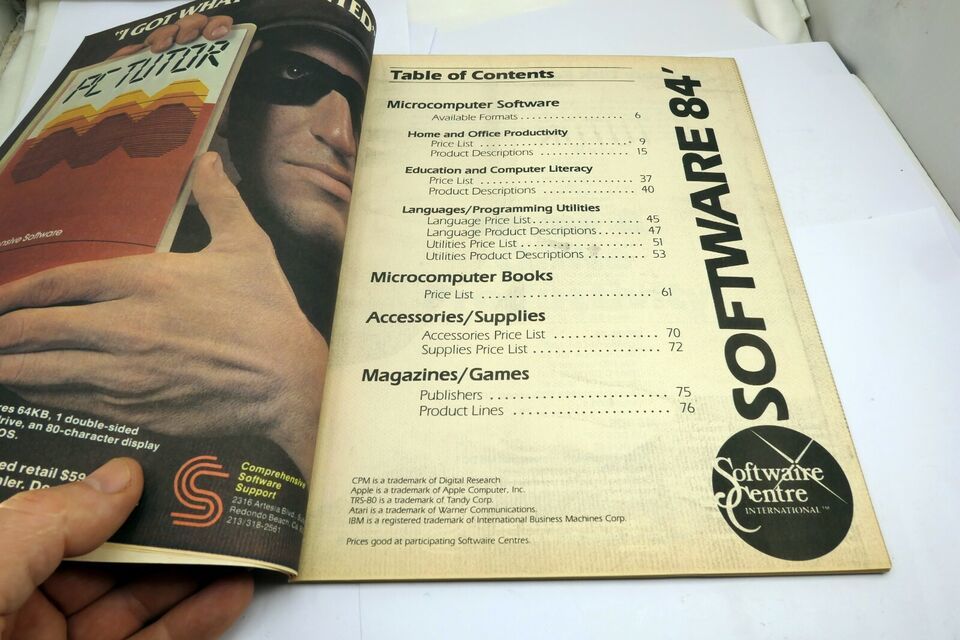 "I GOT
PC TUTOR
ensive Software
res 64KB, 1 double-sided
drive, an 80-character display
OS.
ed retail $59
aler.
Comprehensive
Software
Support
2316 Artesia Blvd.
Redondo Beach, Ca
213/318-2561
Table of Contents
Microcomputer Software
Available Formats . . . . . . . . . . . . . . . . . . 6
Home and Office Productivity
Price List . . . . . . . . . . . . . . . . . . . . . . . . . . . 9
Product Descriptions . . . . . . . . . . . . . . . 15
Education and Computer Literacy
Price List . . . . . . . . . . . . . . . . . . . . . . . . . . 37
Product Descriptions . . . . . . . . . . . . . . . 40
Languages/Programming Utilities
Language Price List . . . . . . . . . . . . . . . . . . 45
Language Product Descriptions . . . . . . . 47
Utilities Price List . . . . . . . . . . . . . . . . . . . . 51
Utilities Product Descriptions . . . . . . . . . 53
Microcomputer Books
Price List . . . . . . . . . . . . . . . . . . . . . . . . . . 61
Accessories/Supplies
Accessories Price List . . . . . . . . . . . . . . . . 70
Supplies Price List . . . . . . . . . . . . . . . . . . . 72
Magazines/Games
Publishers . . . . . . . . . . . . . . . . . . . . . . . . . . 75
Product Lines . . . . . . . . . . . . . . . . . . . . . . 76
CPM is a trademark of Digital Research
Apple is a trademark of Apple Computer, Inc.
TRS-80 is a trademark of Tandy Corp.
Atari is a trademark of Warner Communications.
IBM is a registered trademark of International Business Machines Corp.
Prices good at participating Softwaire Centres.
SOFTWARE 84'
Softwaire
Centre
INTERNATIONAL™